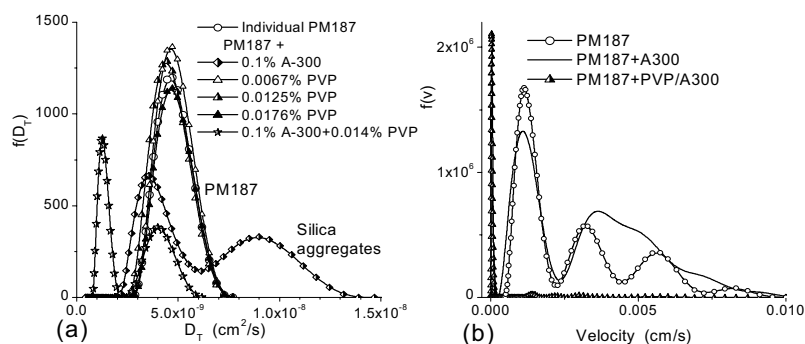 1500
1000
500
0
f(D_T)
Individual PM187
PM187 +
0.1% A-300
0.0067% PVP
0.0125% PVP
0.0176% PVP
0.1% A-300+0.014% PVP
PM187
Silica
aggregates
0.0
5.0x10^-9
1.0x10^-8
1.5x10^-8
(a)
D_T (cm^2/s)
2x10^6
1x10^6
0
f(v)
PM187
PM187+A300
PM187+PVP/A300
0.000
0.005
0.010
(b)
Velocity (cm/s)